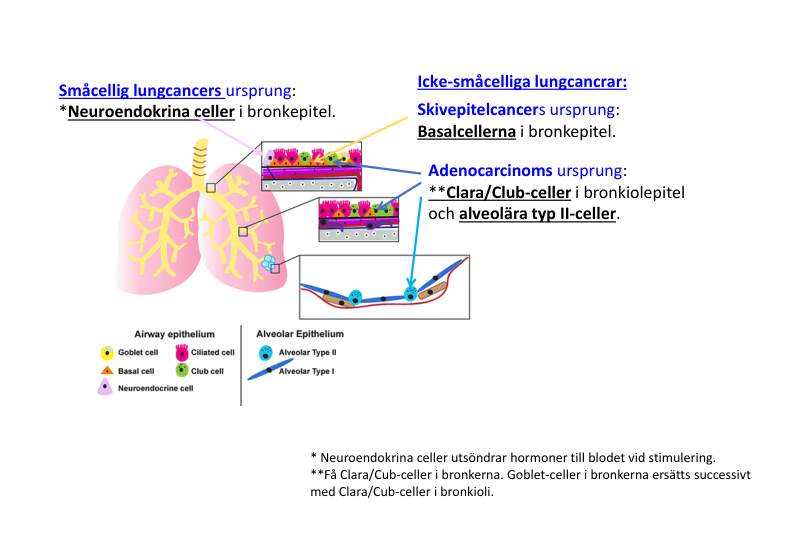 Småcellig lungcancers ursprung:
*Neuroendokrina celler i bronkepitel.
Icke-småcelliga lungcancrar:
Skivepitelcancers ursprung:
Basalcellerna i bronkepitel.
Adenocarcinoms ursprung:
**Clara/Club-celler i bronkiolepitel
och alveolära typ II-celler.
Airway epithelium
Goblet cell
Ciliated cell
Basal cell
Club cell
Neuroendocrine cell
Alveolar Epithelium
Alveolar Type II
Alveolar Type I
* Neuroendokrina celler utsöndrar hormoner till blodet vid stimulering.
**Få Clara/Cub-celler i bronkerna. Goblet-celler i bronkerna ersätts successivt
med Clara/Cub-celler i bronkioli.